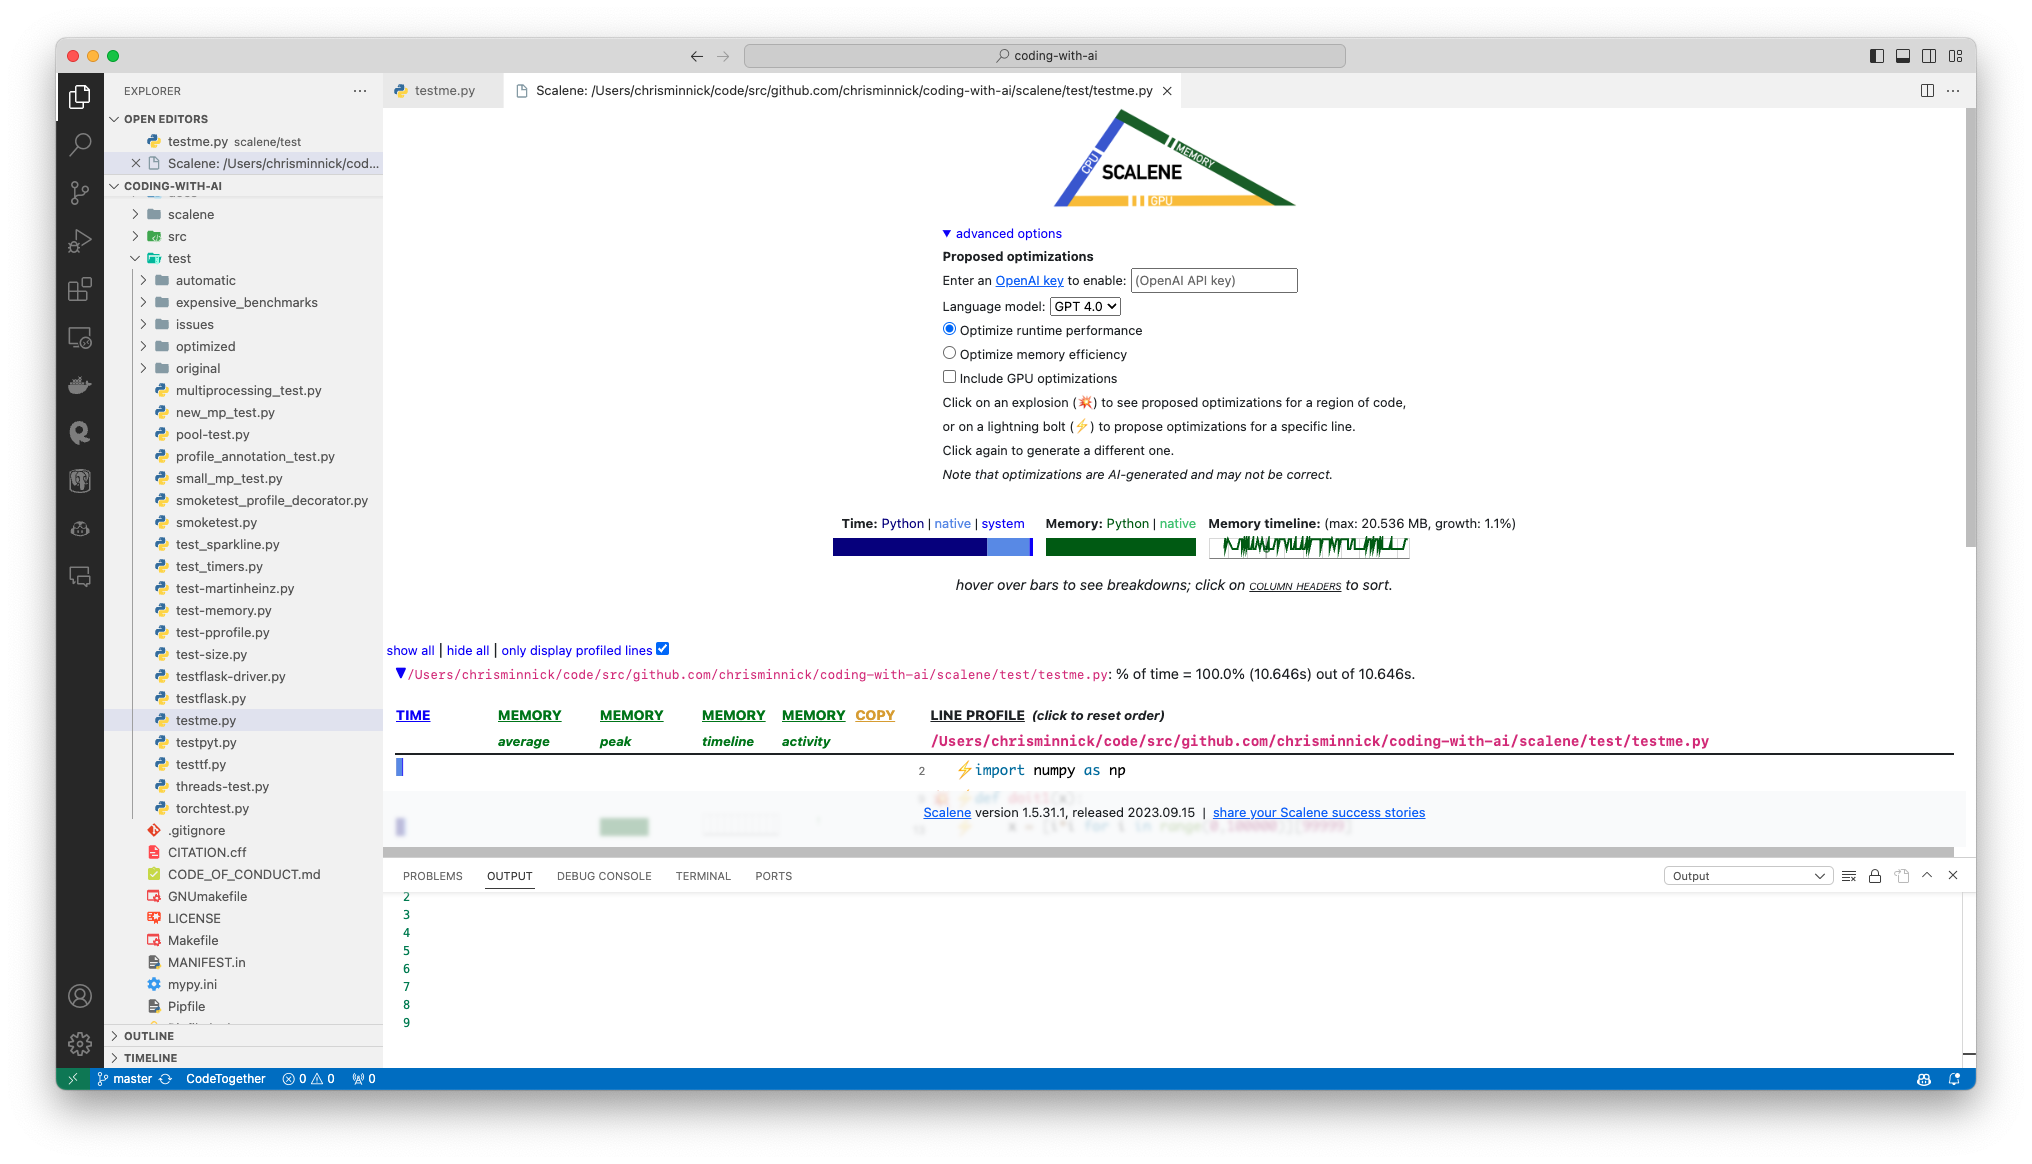 coding-with-ai
EXPLORER
OPEN EDITORS
testme.py scalene/test
Scalene: /Users/chrisminnick/cod...
CODING-WITH-AI
scalene
src
test
automatic
expensive_benchmarks
issues
optimized
original
multiprocessing_test.py
new_mp_test.py
pool-test.py
profile_annotation_test.py
small_mp_test.py
smoketest_profile_decorator.py
smoketest.py
test_sparkline.py
test_timers.py
test-martinheinz.py
test-memory.py
test-pprofile.py
test-size.py
testflask-driver.py
testflask.py
testme.py
testpyt.py
testtf.py
threads-test.py
torchtest.py
.gitignore
CITATION.cff
CODE_OF_CONDUCT.md
GNUmakefile
LICENSE
Makefile
MANIFEST.in
mypy.ini
Pipfile
OUTLINE
TIMELINE
testme.py
Scalene: /Users/chrisminnick/code/src/github.com/chrisminnick/coding-with-ai/scalene/test/testme.py
CPU
MEMORY
SCALENE
GPU
▼ advanced options
Proposed optimizations
Enter an OpenAI key to enable: (OpenAI API key)
Language model: GPT 4.0
Optimize runtime performance
Optimize memory efficiency
Include GPU optimizations
Click on an explosion (💥) to see proposed optimizations for a region of code,
or on a lightning bolt (⚡) to propose optimizations for a specific line.
Click again to generate a different one.
Note that optimizations are AI-generated and may not be correct.
Time: Python | native | system
Memory: Python | native
Memory timeline: (max: 20.536 MB, growth: 1.1%)
hover over bars to see breakdowns; click on COLUMN HEADERS to sort.
show all | hide all | only display profiled lines
▼/Users/chrisminnick/code/src/github.com/chrisminnick/coding-with-ai/scalene/test/testme.py: % of time = 100.0% (10.646s) out of 10.646s.
TIME MEMORY MEMORY MEMORY MEMORY COPY LINE PROFILE (click to reset order)
average peak timeline activity /Users/chrisminnick/code/src/github.com/chrisminnick/coding-with-ai/scalene/test/testme.py
2 ⚡import numpy as np
Scalene version 1.5.31.1, released 2023.09.15 | share your Scalene success stories
PROBLEMS OUTPUT DEBUG CONSOLE TERMINAL PORTS Output
2
3
4
5
6
7
8
9
master CodeTogether 0 0 0